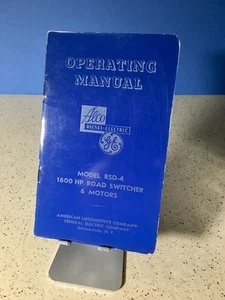 OPERATING
MANUAL
Alco
DIESEL-ELECTRIC
GE
MODEL RSD-4
1600 HP ROAD SWITCHER
6 MOTORS
AMERICAN LOCOMOTIVE COMPANY
GENERAL ELECTRIC COMPANY
Schenectady, N. Y.